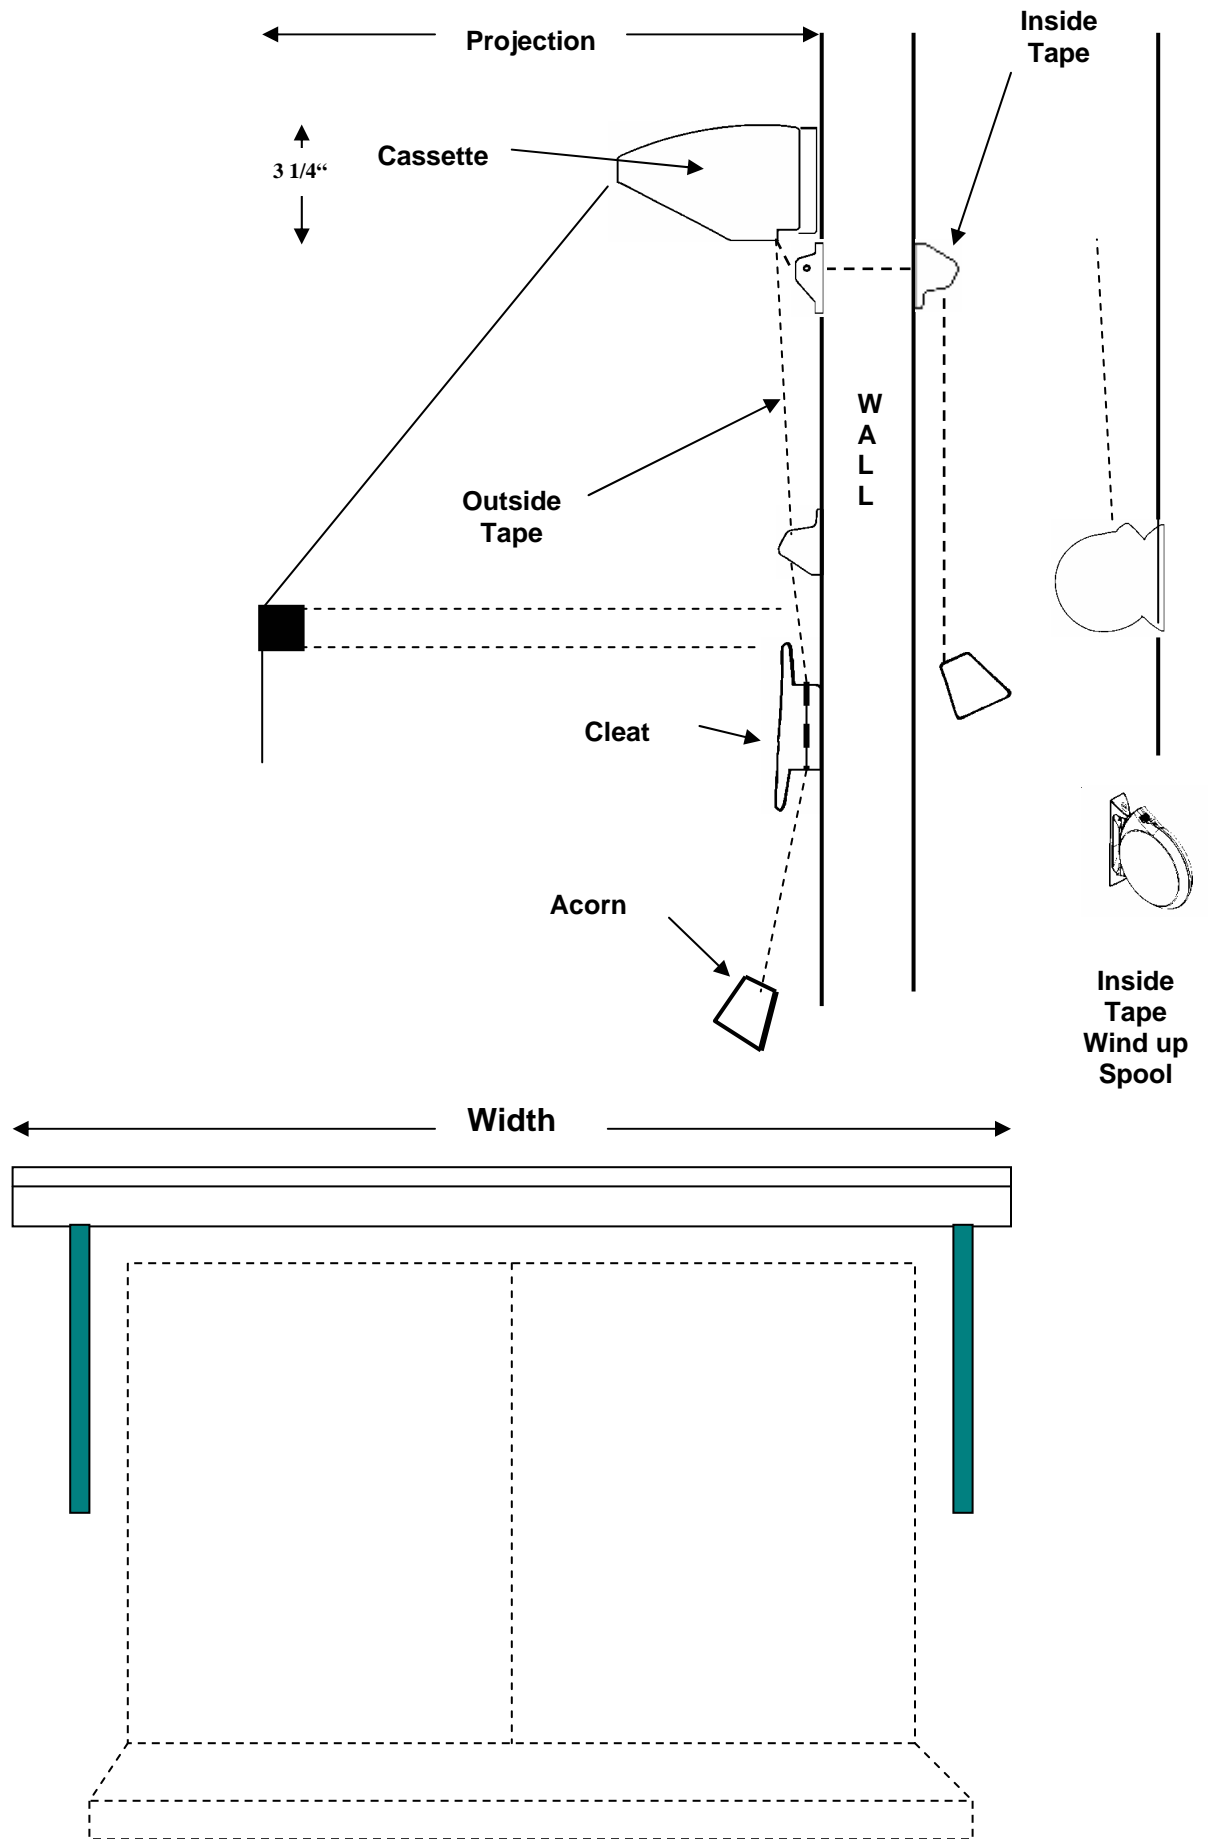 Projection
Inside
Tape
Cassette
3 1/4“
W
A
L
L
Outside
Tape
Cleat
Acorn
Inside
Tape
Wind up
Spool
Width